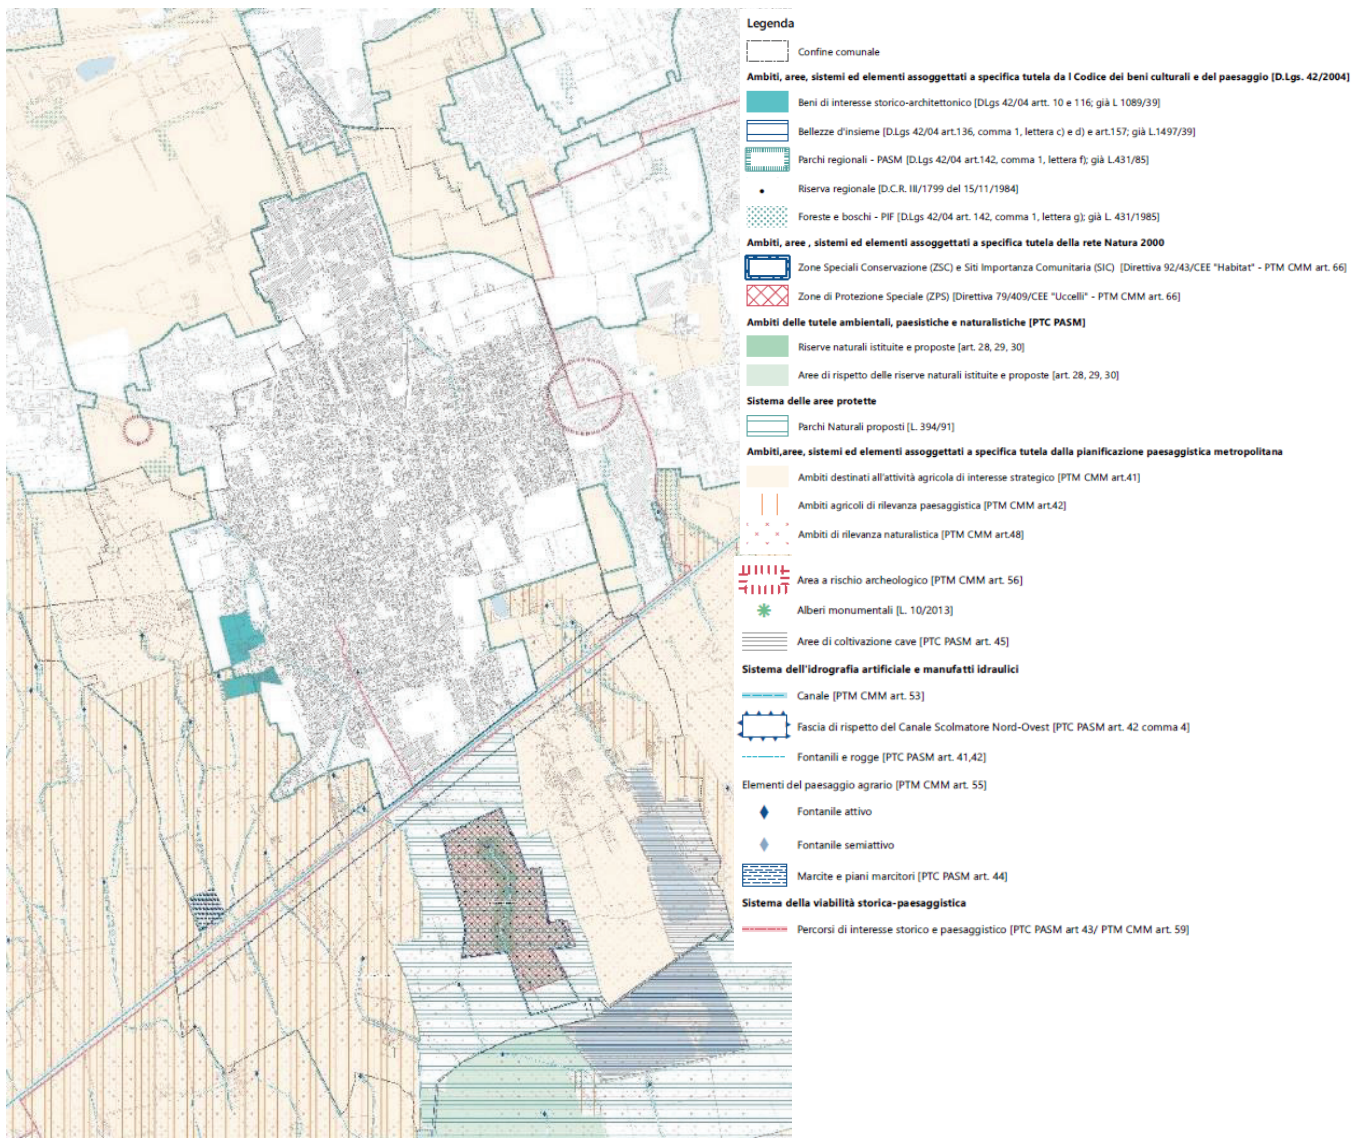 Legenda
Confine comunale
Ambiti, aree, sistemi ed elementi assoggettati a specifica tutela da l Codice dei beni culturali e del paesaggio [D.Lgs. 42/2004]
Beni di interesse storico-architettonico [DLgs 42/04 artt. 10 e 116; già L 1089/39]
Bellezze d'insieme [D.Lgs 42/04 art.136, comma 1, lettera c) e d) e art.157; già L.1497/39]
Parchi regionali - PASM [D.Lgs 42/04 art.142, comma 1, lettera f); già L.431/85]
Riserva regionale [D.C.R. III/1799 del 15/11/1984]
Foreste e boschi - PIF [D.Lgs 42/04 art. 142, comma 1, lettera g); già L. 431/1985]
Ambiti, aree , sistemi ed elementi assoggettati a specifica tutela della rete Natura 2000
Zone Speciali Conservazione (ZSC) e Siti Importanza Comunitaria (SIC) [Direttiva 92/43/CEE "Habitat" - PTM CMM art. 66]
Zone di Protezione Speciale (ZPS) [Direttiva 79/409/CEE "Uccelli" - PTM CMM art. 66]
Ambiti delle tutele ambientali, paesistiche e naturalistiche [PTC PASM]
Riserve naturali istituite e proposte [art. 28, 29, 30]
Aree di rispetto delle riserve naturali istituite e proposte [art. 28, 29, 30]
Sistema delle aree protette
Parchi Naturali proposti [L. 394/91]
Ambiti,aree, sistemi ed elementi assoggettati a specifica tutela dalla pianificazione paesaggistica metropolitana
Ambiti destinati all'attività agricola di interesse strategico [PTM CMM art.41]
Ambiti agricoli di rilevanza paesaggistica [PTM CMM art.42]
Ambiti di rilevanza naturalistica [PTM CMM art.48]
Area a rischio archeologico [PTM CMM art. 56]
Alberi monumentali [L. 10/2013]
Aree di coltivazione cave [PTC PASM art. 45]
Sistema dell'idrografia artificiale e manufatti idraulici
Canale [PTM CMM art. 53]
Fascia di rispetto del Canale Scolmatore Nord-Ovest [PTC PASM art. 42 comma 4]
Fontanili e rogge [PTC PASM art. 41,42]
Elementi del paesaggio agrario [PTM CMM art. 55]
Fontanile attivo
Fontanile semiattivo
Marcite e piani marcitori [PTC PASM art. 44]
Sistema della viabilità storica-paesaggistica
Percorsi di interesse storico e paesaggistico [PTC PASM art 43/ PTM CMM art. 59]